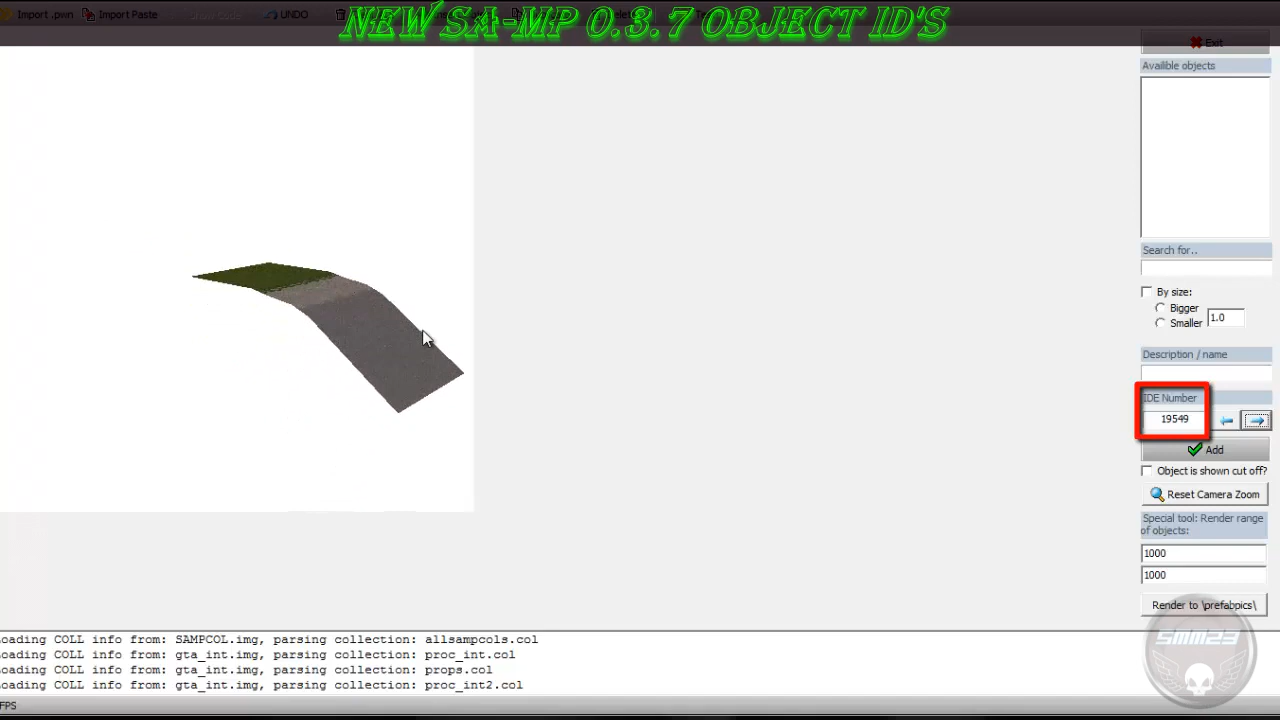 NEW SA-MP 0.3.7 OBJECT ID'S
Import .pwn
Import Paste
UNDO
Exit
Availible objects
Search for..
By size:
Bigger
Smaller
1.0
Description / name
IDE Number
19549
Add
Object is shown cut off?
Reset Camera Zoom
Special tool: Render range
of objects:
1000
1000
Render to \prefabpics\
SMM23
oading COLL info from: SAMPCOL.img, parsing collection: allsampcols.col
oading COLL info from: gta_int.img, parsing collection: proc_int.col
oading COLL info from: gta_int.img, parsing collection: props.col
oading COLL info from: gta_int.img, parsing collection: proc_int2.col
FPS